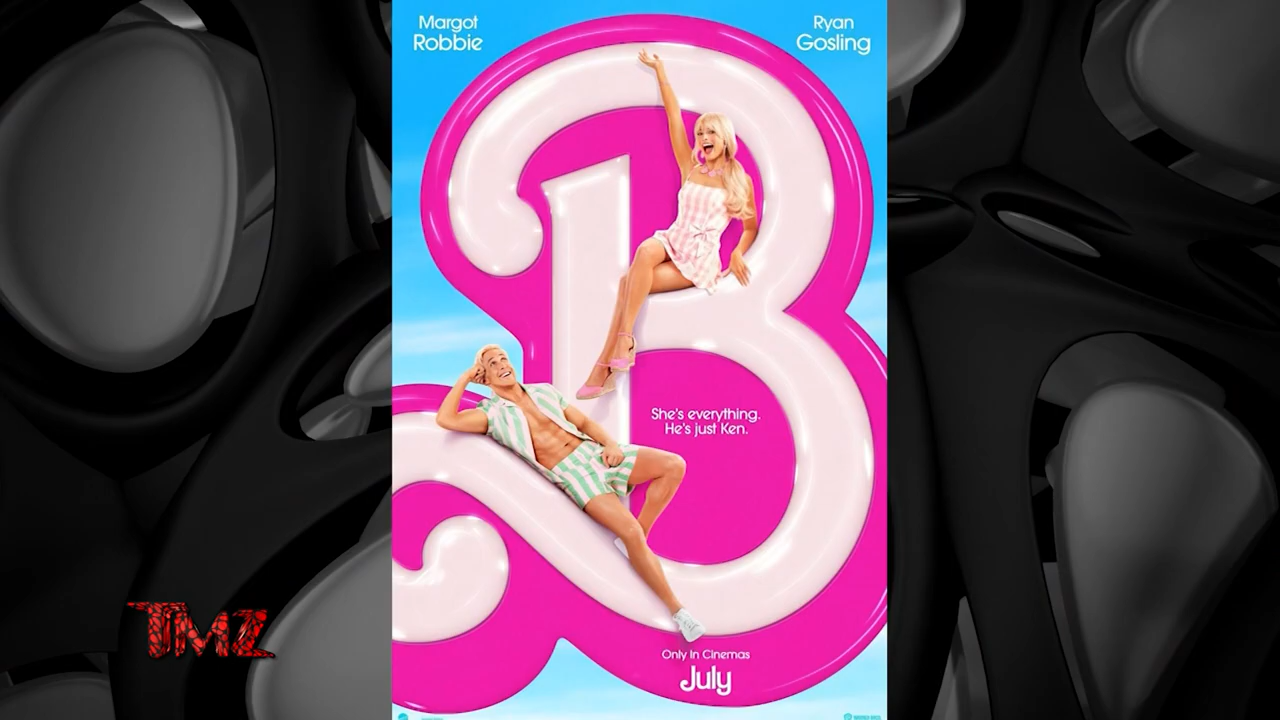 Margot
Robbie
Ryan
Gosling
She's everything.
He's just Ken.
Only In Cinemas
July
TMZ